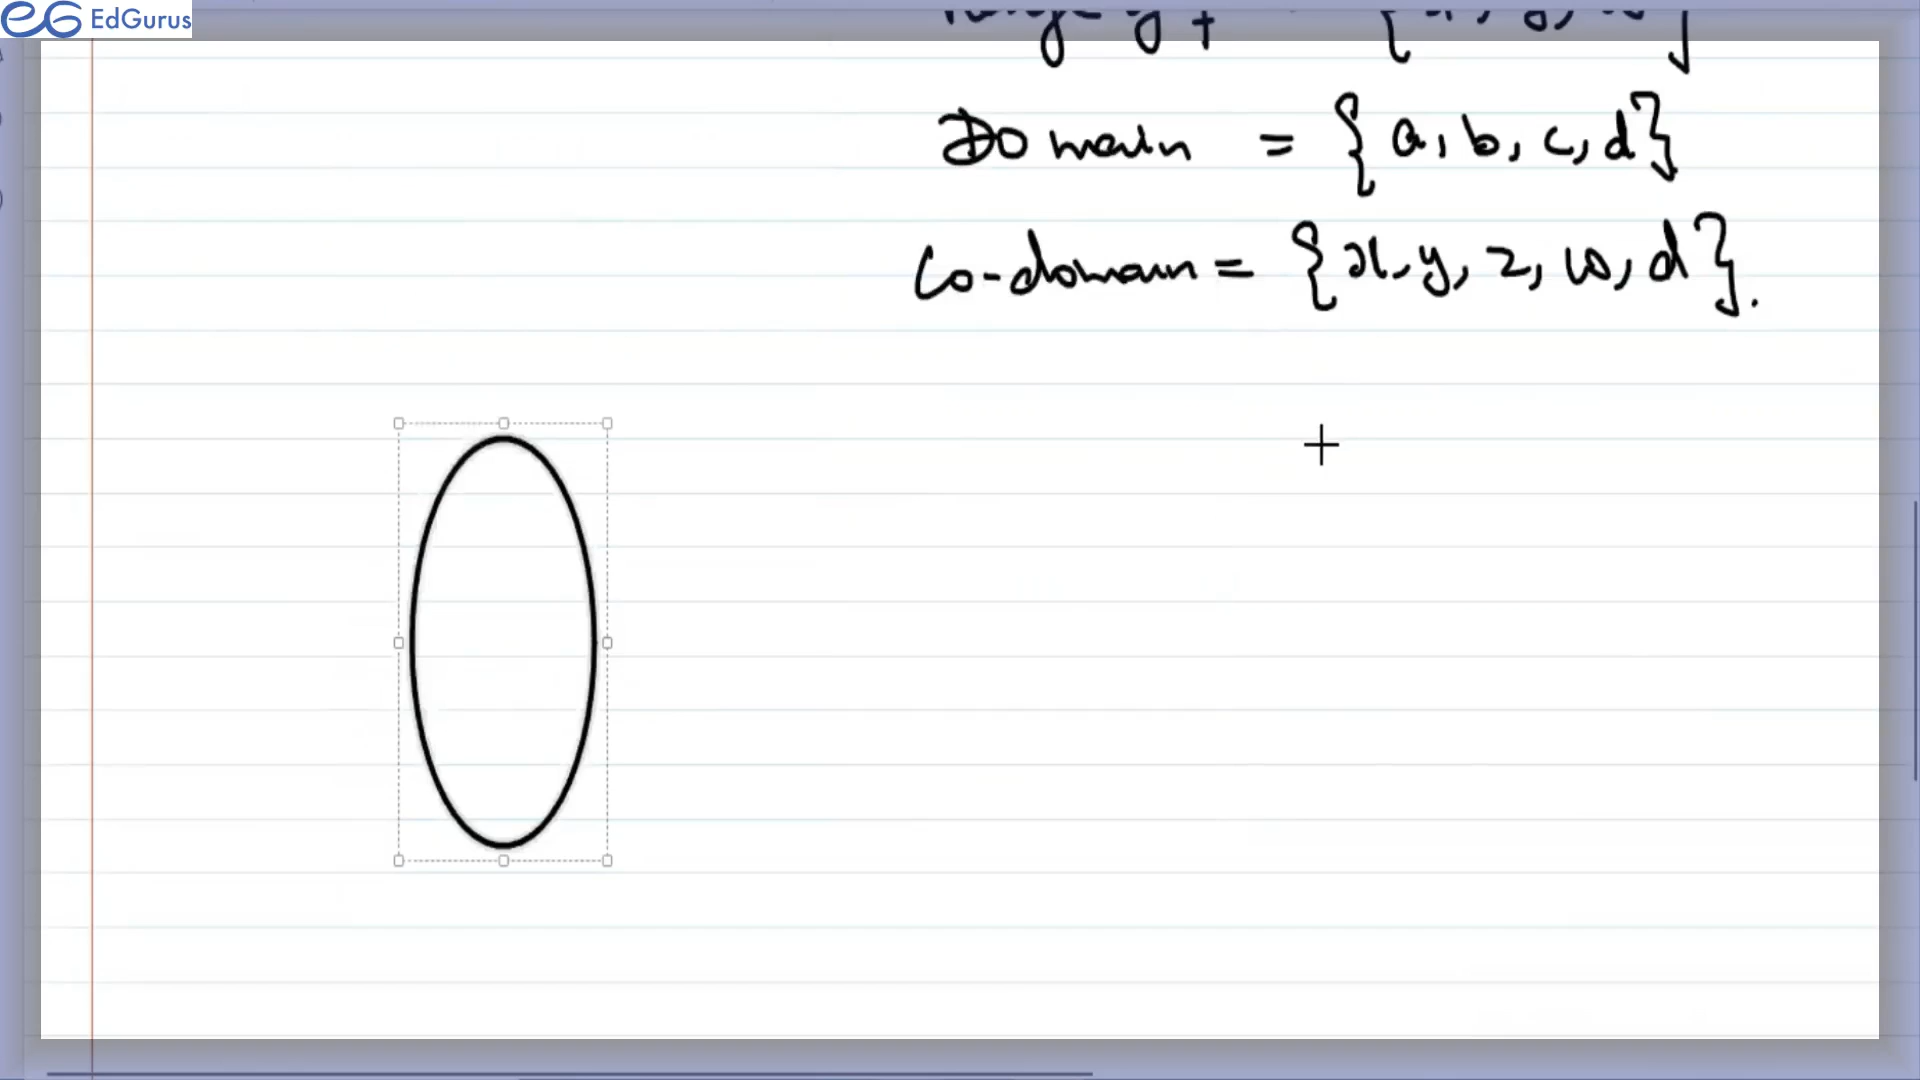 EdGurus
Domain = {a, b, c, d}
Co-domain = {x, y, z, w, d}.